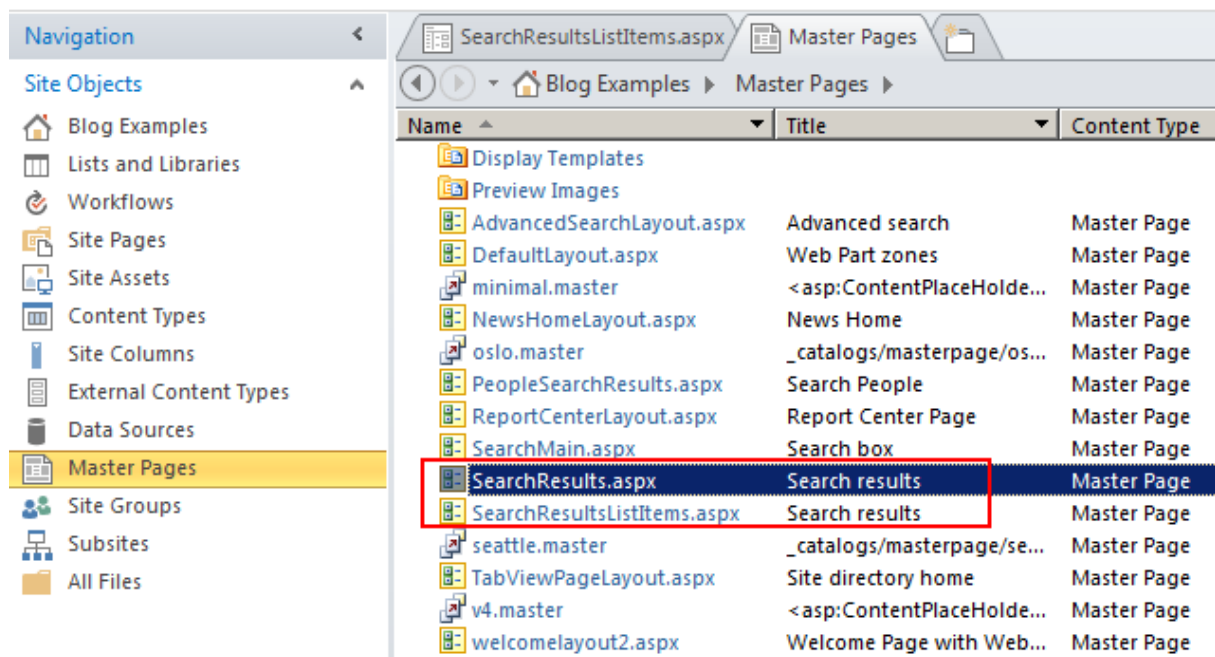 Navigation
Site Objects
Blog Examples
Lists and Libraries
Workflows
Site Pages
Site Assets
Content Types
Site Columns
External Content Types
Data Sources
Master Pages
Site Groups
Subsites
All Files
SearchResultsListItems.aspx Master Pages
Blog Examples Master Pages
Name Title Content Type
Display Templates
Preview Images
AdvancedSearchLayout.aspx Advanced search Master Page
DefaultLayout.aspx Web Part zones Master Page
minimal.master <asp:ContentPlaceHolde... Master Page
NewsHomeLayout.aspx News Home Master Page
oslo.master _catalogs/masterpage/os... Master Page
PeopleSearchResults.aspx Search People Master Page
ReportCenterLayout.aspx Report Center Page Master Page
SearchMain.aspx Search box Master Page
SearchResults.aspx Search results Master Page
SearchResultsListItems.aspx Search results Master Page
seattle.master _catalogs/masterpage/se... Master Page
TabViewPageLayout.aspx Site directory home Master Page
v4.master <asp:ContentPlaceHolde... Master Page
welcomelayout2.aspx Welcome Page with Web... Master Page